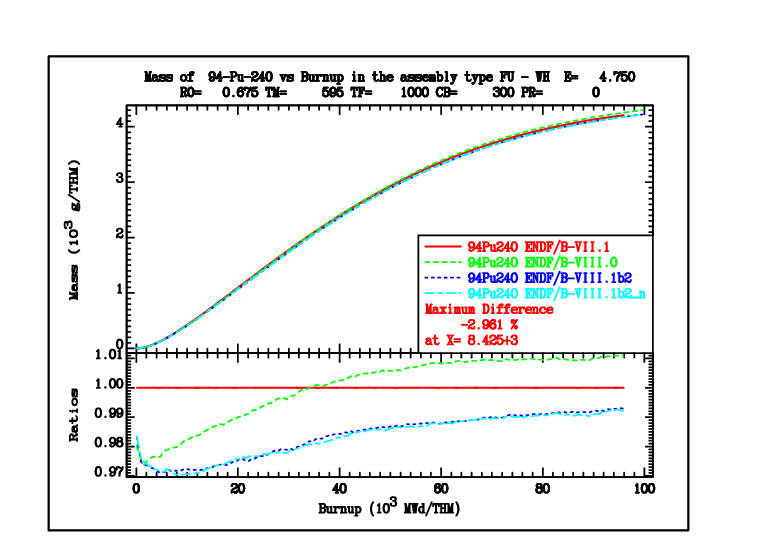 Mass of 94-Pu-240 vs Burnup in the assembly type FU - WH E= 4.750
RO= 0.675 TM= 595 TF= 1000 CB= 300 PR= 0
4
3
2
1
0
Mass (10³ g/THM)
94Pu240 ENDF/B-VII.1
94Pu240 ENDF/B-VIII.0
94Pu240 ENDF/B-VIII.1b2
94Pu240 ENDF/B-VIII.1b2_n
Maximum Difference
-2.961 %
at X= 8.425+3
1.01
1.00
0.99
0.98
0.97
Ratios
0 20 40 60 80 100
Burnup (10³ MWd/THM)